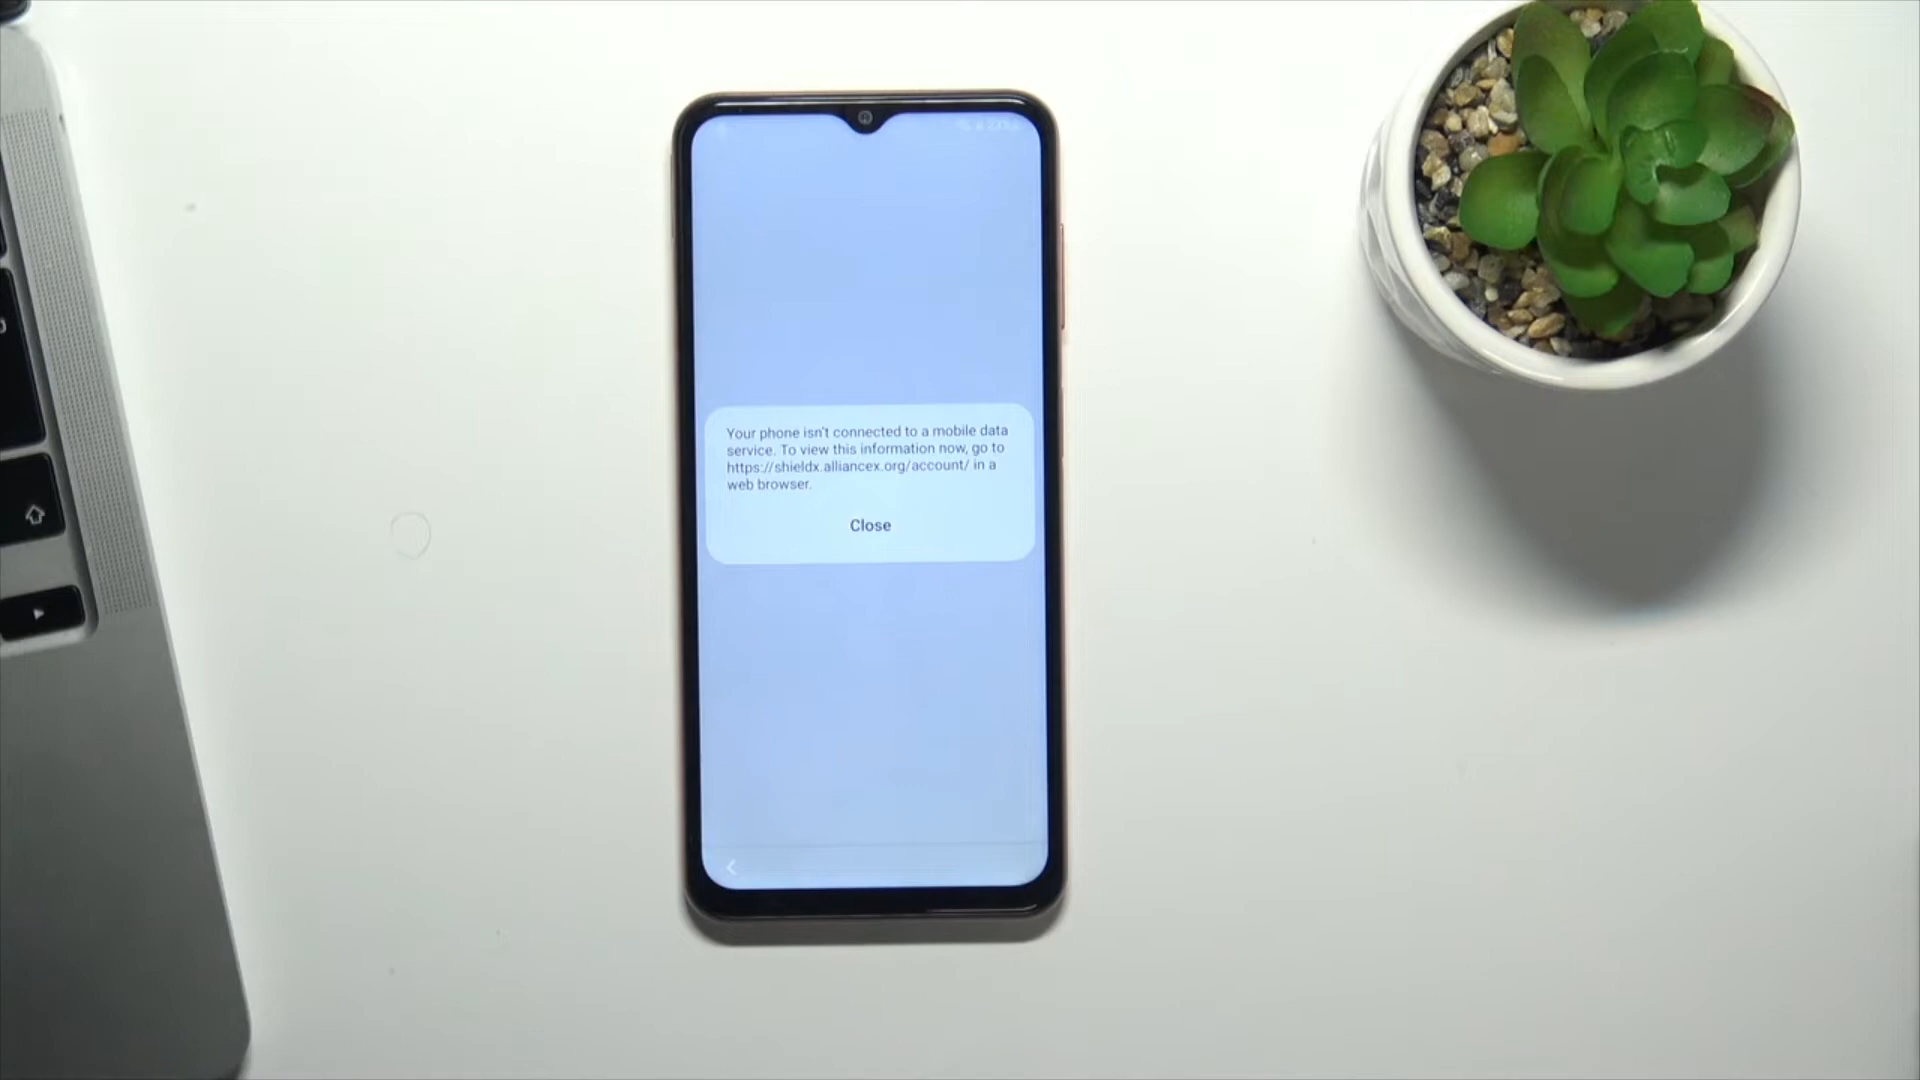 Your phone isn't connected to a mobile data
service. To view this information now, go to
https://shieldx.alliancex.org/account/ in a
web browser.
Close